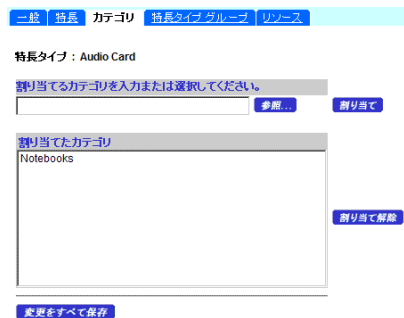 一般 特長 カテゴリ 特長タイプ グループ リソース
特長タイプ : Audio Card
割り当てるカテゴリを入力または選択してください。
参照... 割り当て
割り当てたカテゴリ
Notebooks
割り当て解除
変更をすべて保存